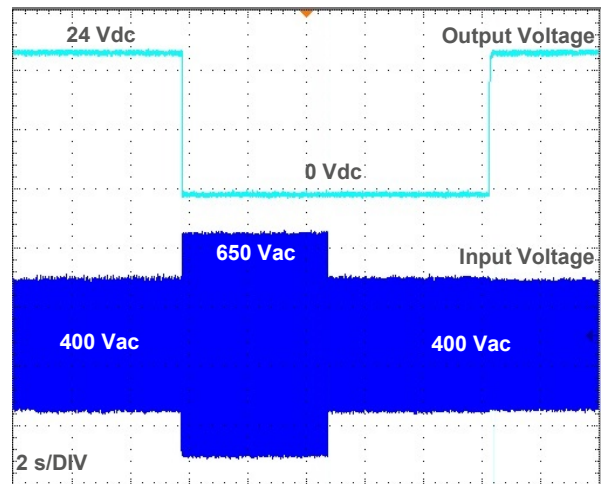 24 Vdc
Output Voltage
0 Vdc
650 Vac
Input Voltage
400 Vac
400 Vac
2 s/DIV